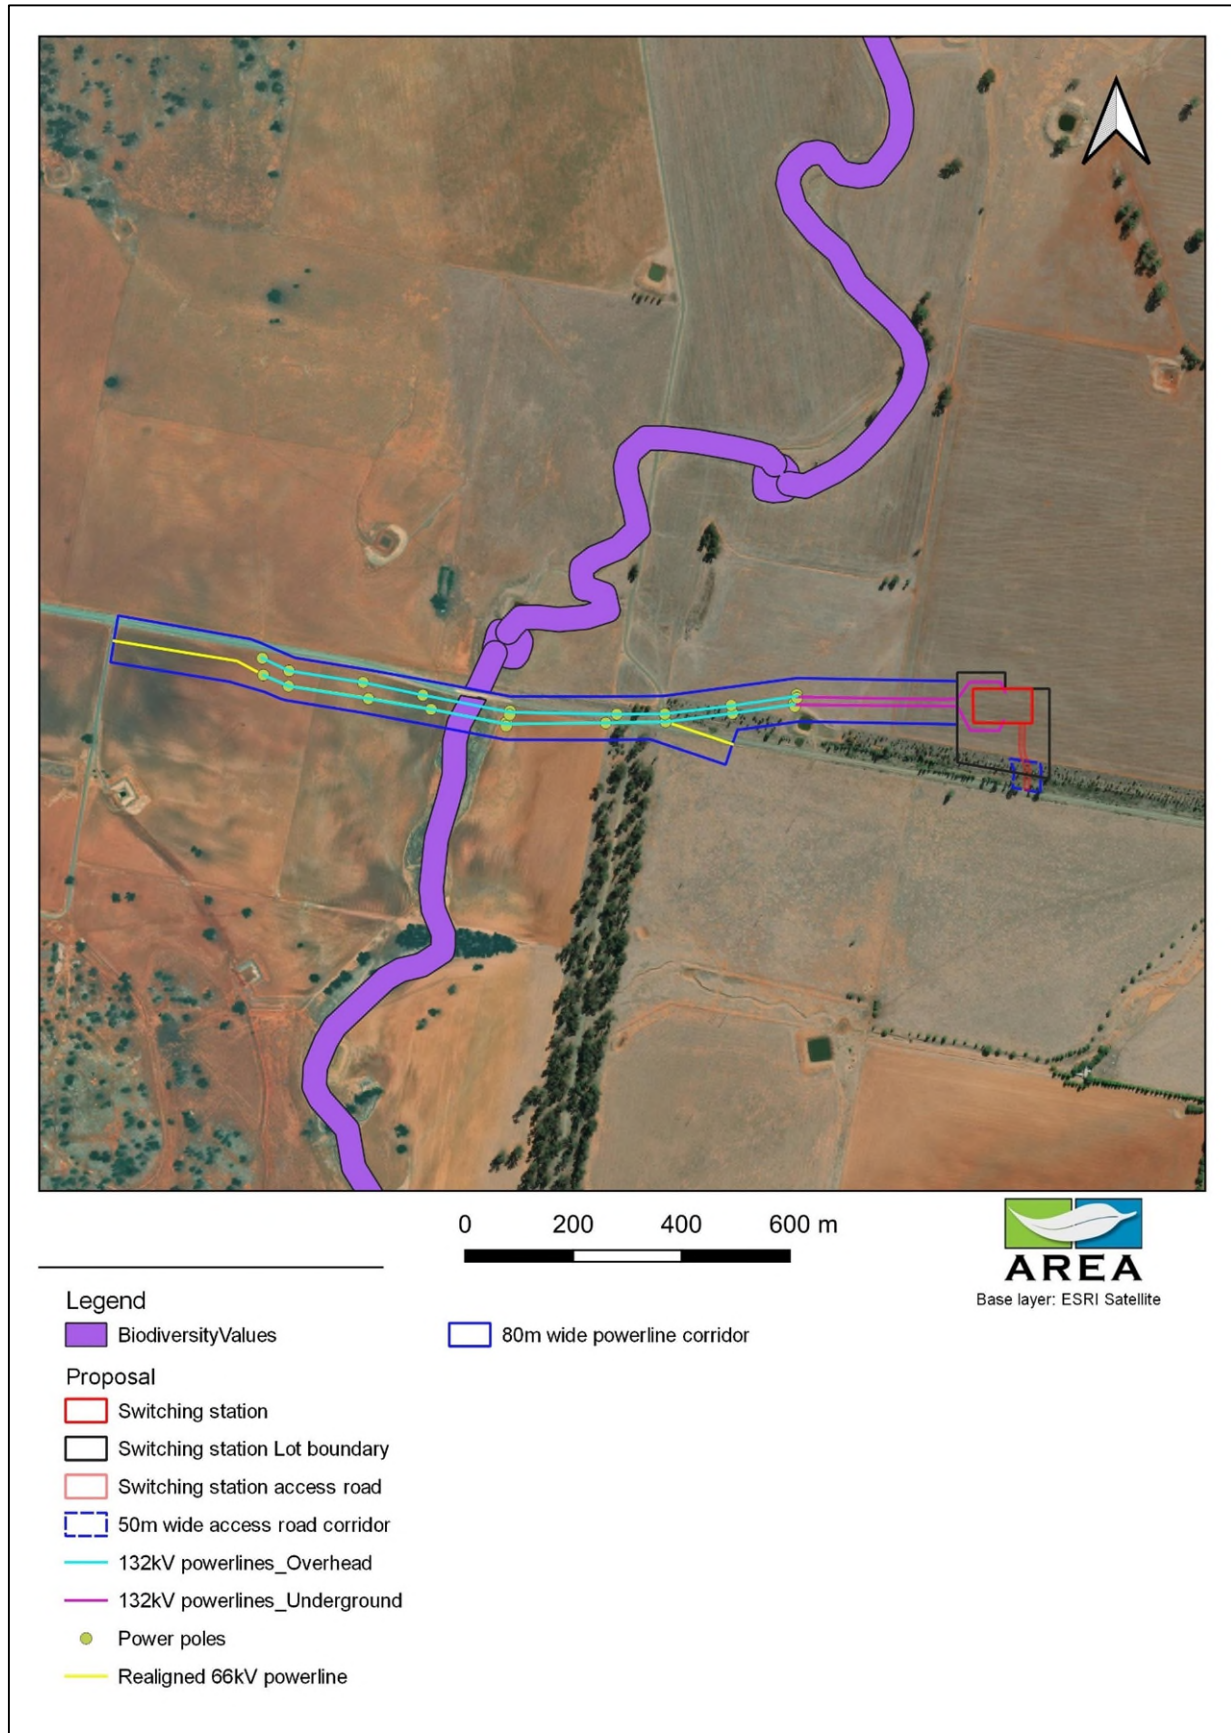 0 200 400 600 m
AREA
Base layer: ESRI Satellite
Legend
BiodiversityValues
80m wide powerline corridor
Proposal
Switching station
Switching station Lot boundary
Switching station access road
50m wide access road corridor
132kV powerlines_Overhead
132kV powerlines_Underground
Power poles
Realigned 66kV powerline